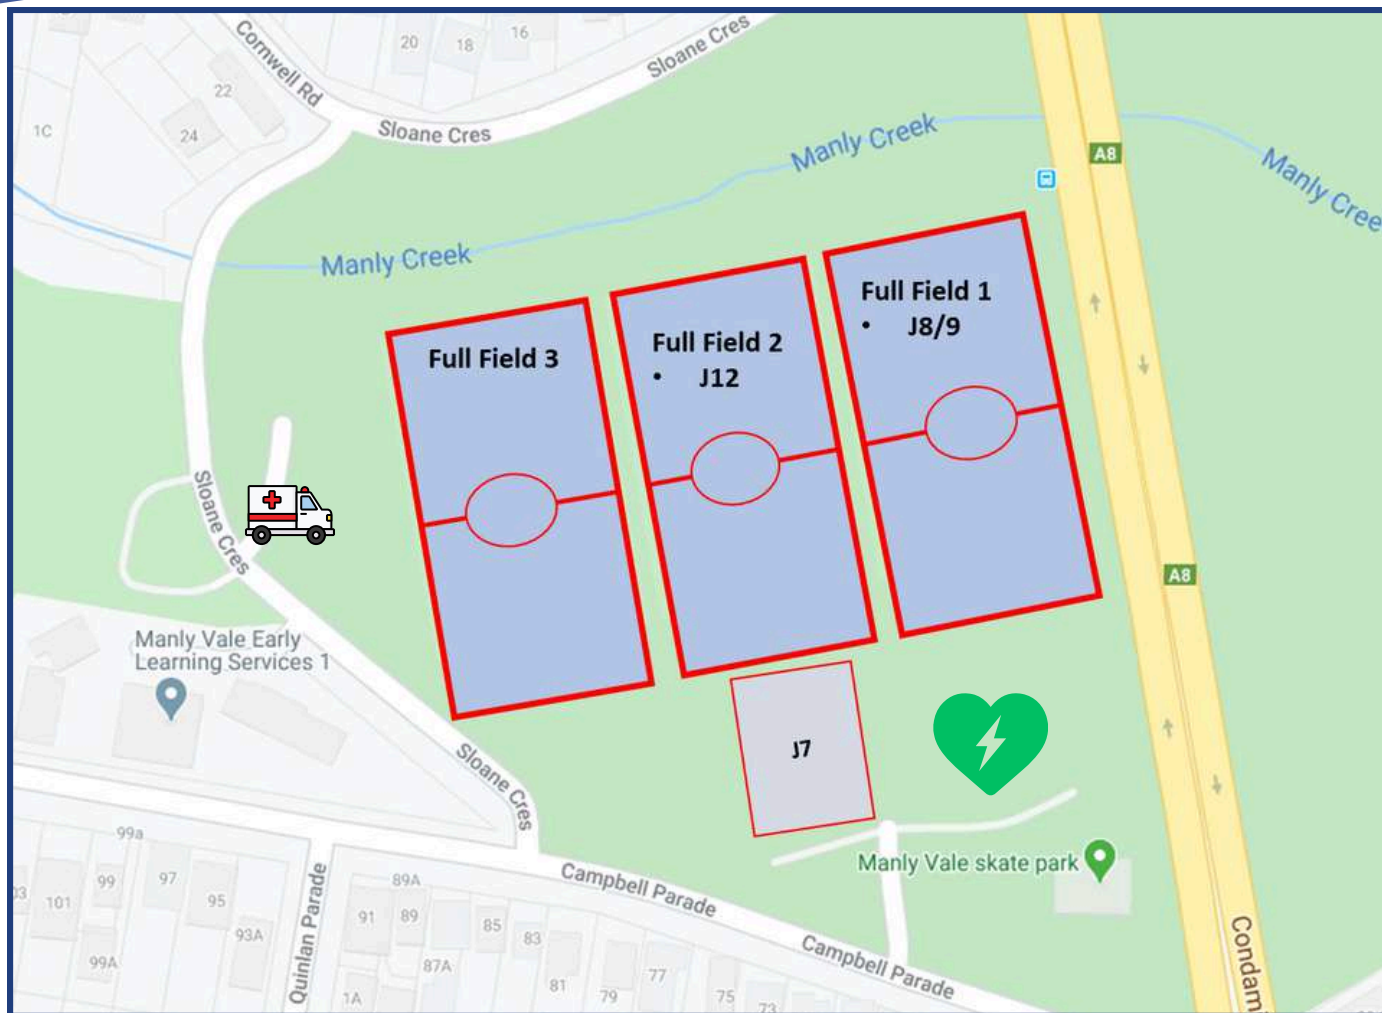 Cornwell Rd
20
18
16
Sloane Cres
22
1C
24
Sloane Cres
Manly Creek
A8
Manly Cree
Manly Creek
Full Field 1
• J8/9
Full Field 2
• J12
Full Field 3
Sloane Cres
A8
Manly Vale Early
Learning Services 1
J7
Sloane Cres
99a
Manly Vale skate park
Campbell Parade
89A
99
97
95
03
101
91
89
85
83
93A
Quinlan Parade
99A
87A
81
77
79
75
73
1A
Campbell Parade
Condam